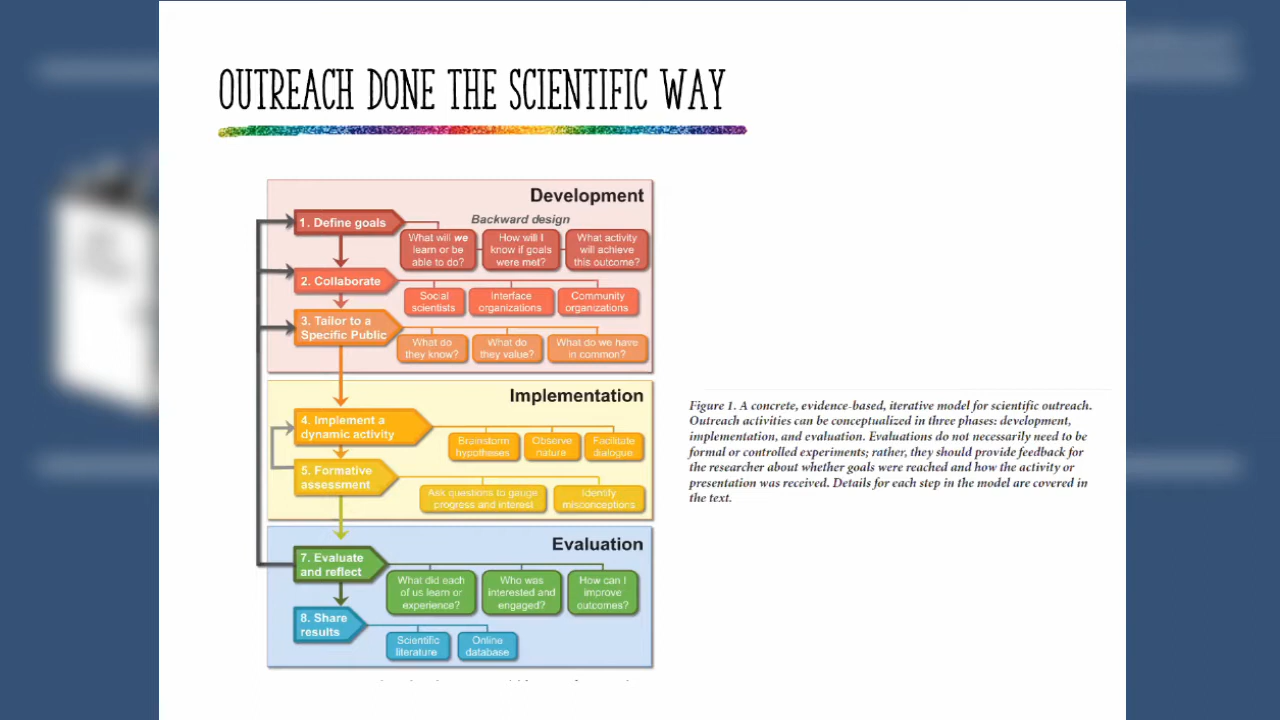 OUTREACH DONE THE SCIENTIFIC WAY
Development
1. Define goals
Backward design
What will we
learn or be
able to do?
How will I
know if goals
were met?
What activity
will achieve
this outcome?
2. Collaborate
Social
scientists
Interface
organizations
Community
organizations
3. Tailor to a
Specific Public
What do
they know?
What do
they value?
What do we have
in common?
Implementation
4. Implement a
dynamic activity
Brainstorm
hypotheses
Observe
natura
Facilitate
dialogue
5. Formative
assessment
Ask questions to gauge
progress and interest
Identify
misconceptions
Evaluation
7. Evaluate
and reflect
What did each
of us learn or
experience?
Who was
interested and
engaged?
How can I
improve
outcomes?
8. Share
results
Scientific
literature
Online
database
Figure 1. A concrete, evidence-based, iterative model for scientific outreach.
Outreach activities can be conceptualized in three phases: development,
implementation, and evaluation. Evaluations do not necessarily need to be
formal or controlled experiments; rather, they should provide feedback for
the researcher about whether goals were reached and how the activity or
presentation was received. Details for each step in the model are covered in
the text.